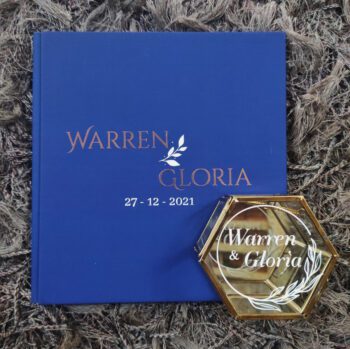 WARREN
GLORIA
27 - 12 - 2021
Warren
& Gloria